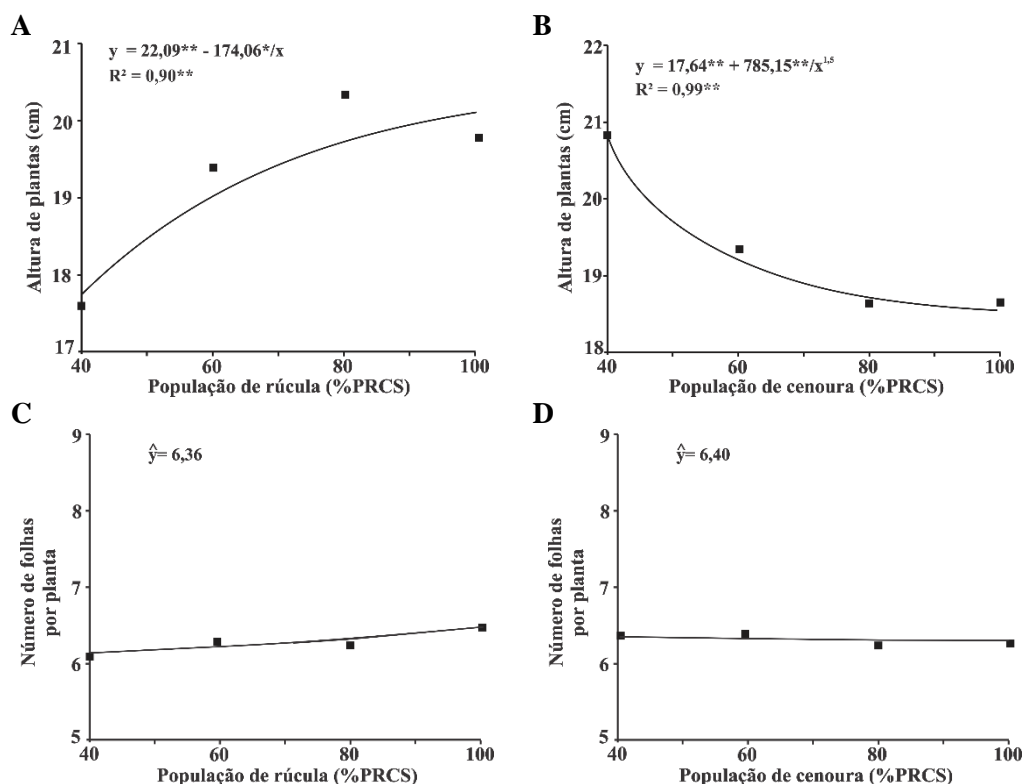 A
y = 22,09** - 174,06*/x
R² = 0,90**
Altura de plantas (cm)
21
20
19
18
17
40
60
80
100
População de rúcula (%PRCS)
B
y = 17,64** + 785,15**/x¹,⁵
R² = 0,99**
Altura de plantas (cm)
22
21
20
19
18
40
60
80
100
População de cenoura (%PRCS)
C
ŷ= 6,36
Número de folhas
por planta
9
8
7
6
5
40
60
80
100
População de rúcula (%PRCS)
D
ŷ= 6,40
Número de folhas
por planta
9
8
7
6
5
40
60
80
100
População de cenoura (%PRCS)